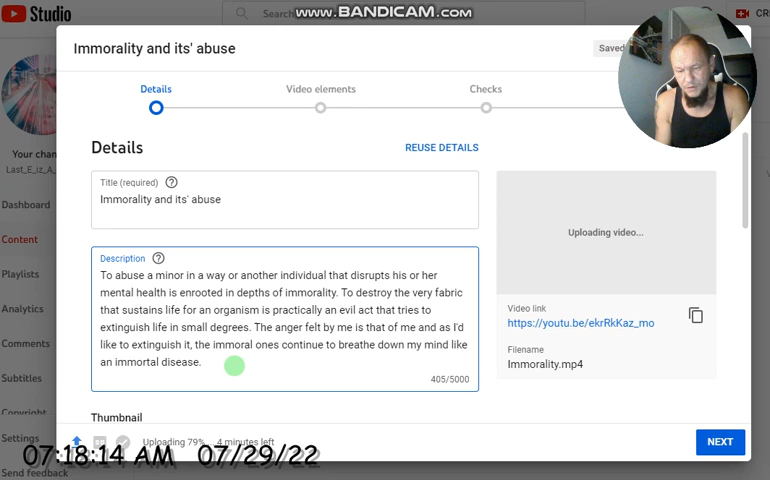 Studio
Search
www.BANDICAM.com
CR
Immorality and its' abuse
Saved
Details
Video elements
Checks
Your chan
Last_E_iz_A_
Dashboard
Content
Playlists
Analytics
Comments
Subtitles
Copyright
Settings
Send feedback
Details
REUSE DETAILS
Title (required)
Immorality and its' abuse
Description
To abuse a minor in a way or another individual that disrupts his or her
mental health is enrooted in depths of immorality. To destroy the very fabric
that sustains life for an organism is practically an evil act that tries to
extinguish life in small degrees. The anger felt by me is that of me and as I'd
like to extinguish it, the immoral ones continue to breathe down my mind like
an immortal disease.
405/5000
Uploading video...
Video link
https://youtu.be/ekrRkKaz_mo
Filename
Immorality.mp4
Thumbnail
Uploading 79% ... 4 minutes left
NEXT
07:18:14 AM 07/29/22